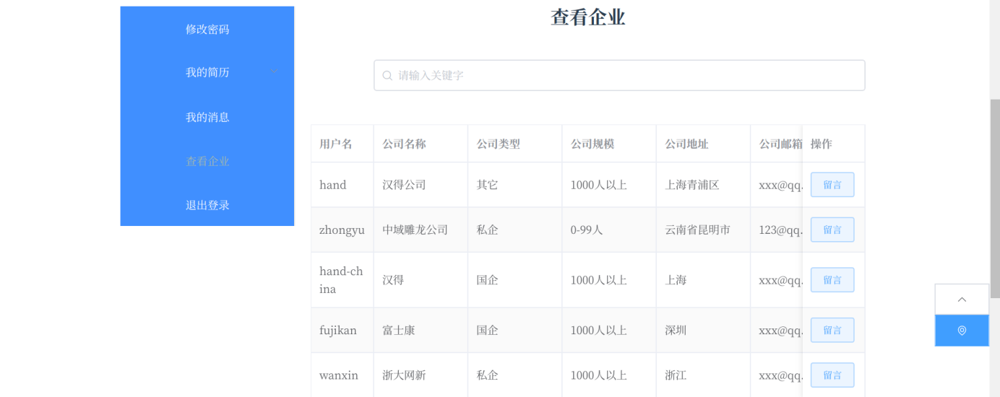 修改密码
我的简历
我的消息
查看企业
退出登录
查看企业
请输入关键字
用户名 公司名称 公司类型 公司规模 公司地址 公司邮箱 操作
hand 汉得公司 其它 1000人以上 上海青浦区 xxx@qq. 留言
zhongyu 中域雕龙公司 私企 0-99人 云南省昆明市 123@qq. 留言
hand-ch
ina 汉得 国企 1000人以上 上海 xxx@qq. 留言
fujikan 富士康 国企 1000人以上 深圳 xxx@qq. 留言
wanxin 浙大网新 私企 1000人以上 浙江 xxx@qq. 留言